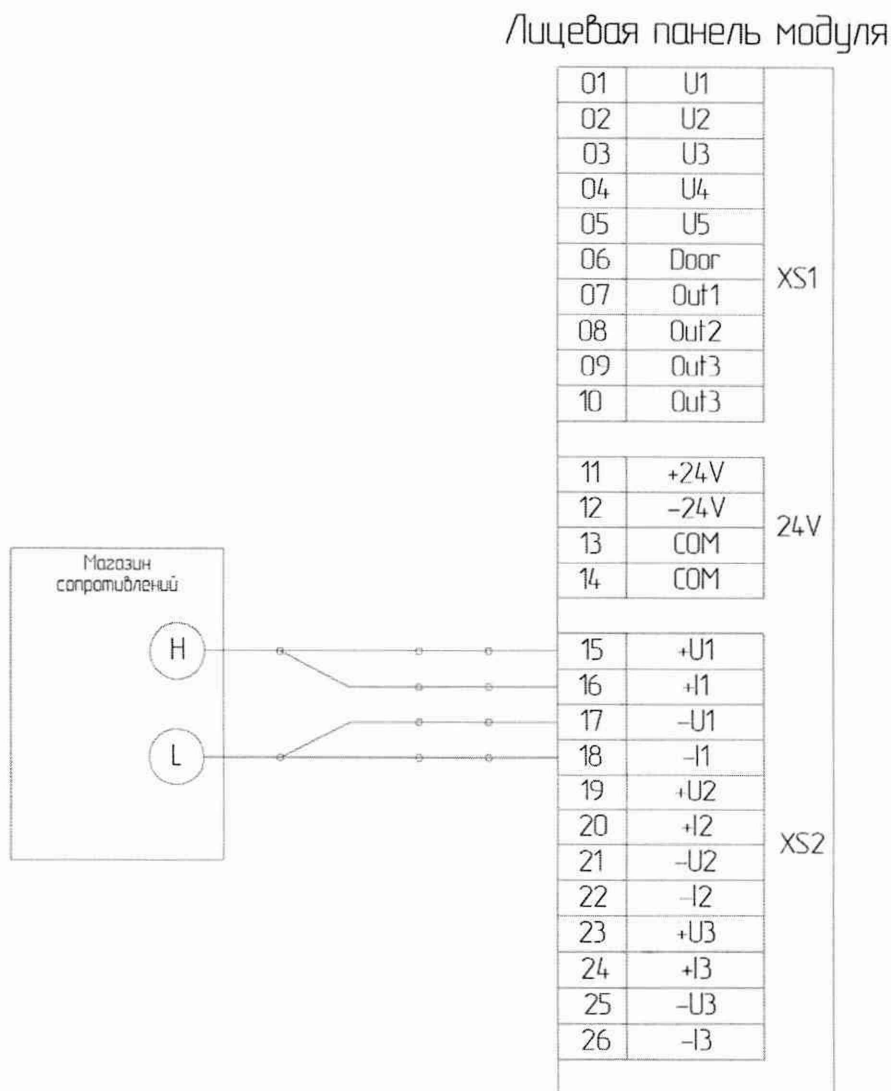 Лицевая панель модуля
01 U1
02 U2
03 U3
04 U4
05 U5
06 Door
07 Out1
08 Out2
09 Out3
10 Out3
XS1
11 +24V
12 -24V
13 COM
14 COM
24V
Магазин
сопротивлений
H
L
15 +U1
16 +I1
17 -U1
18 -I1
19 +U2
20 +I2
21 -U2
22 -I2
23 +U3
24 +I3
25 -U3
26 -I3
XS2